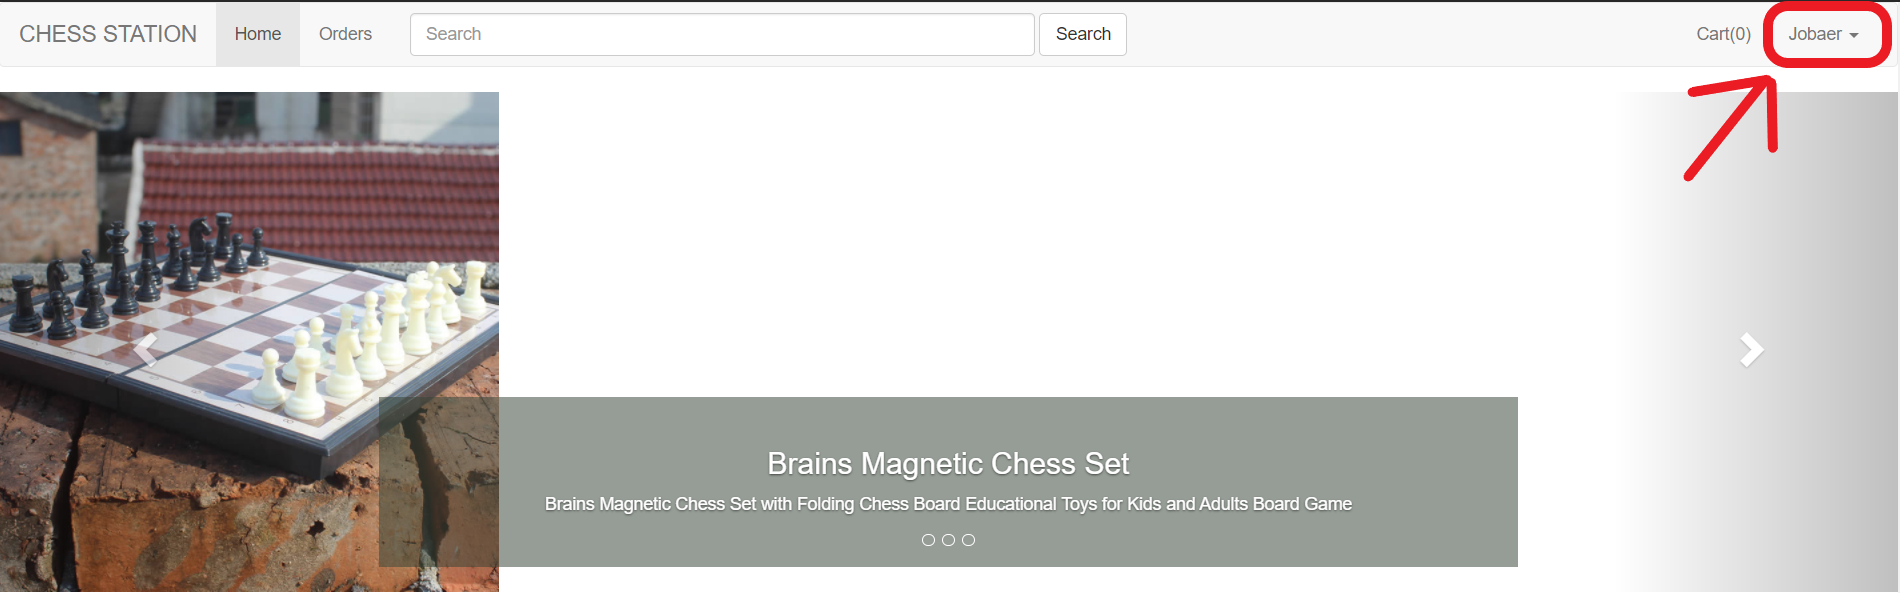 CHESS STATION Home Orders Search Search Cart(0) Jobaer
Brains Magnetic Chess Set
Brains Magnetic Chess Set with Folding Chess Board Educational Toys for Kids and Adults Board Game